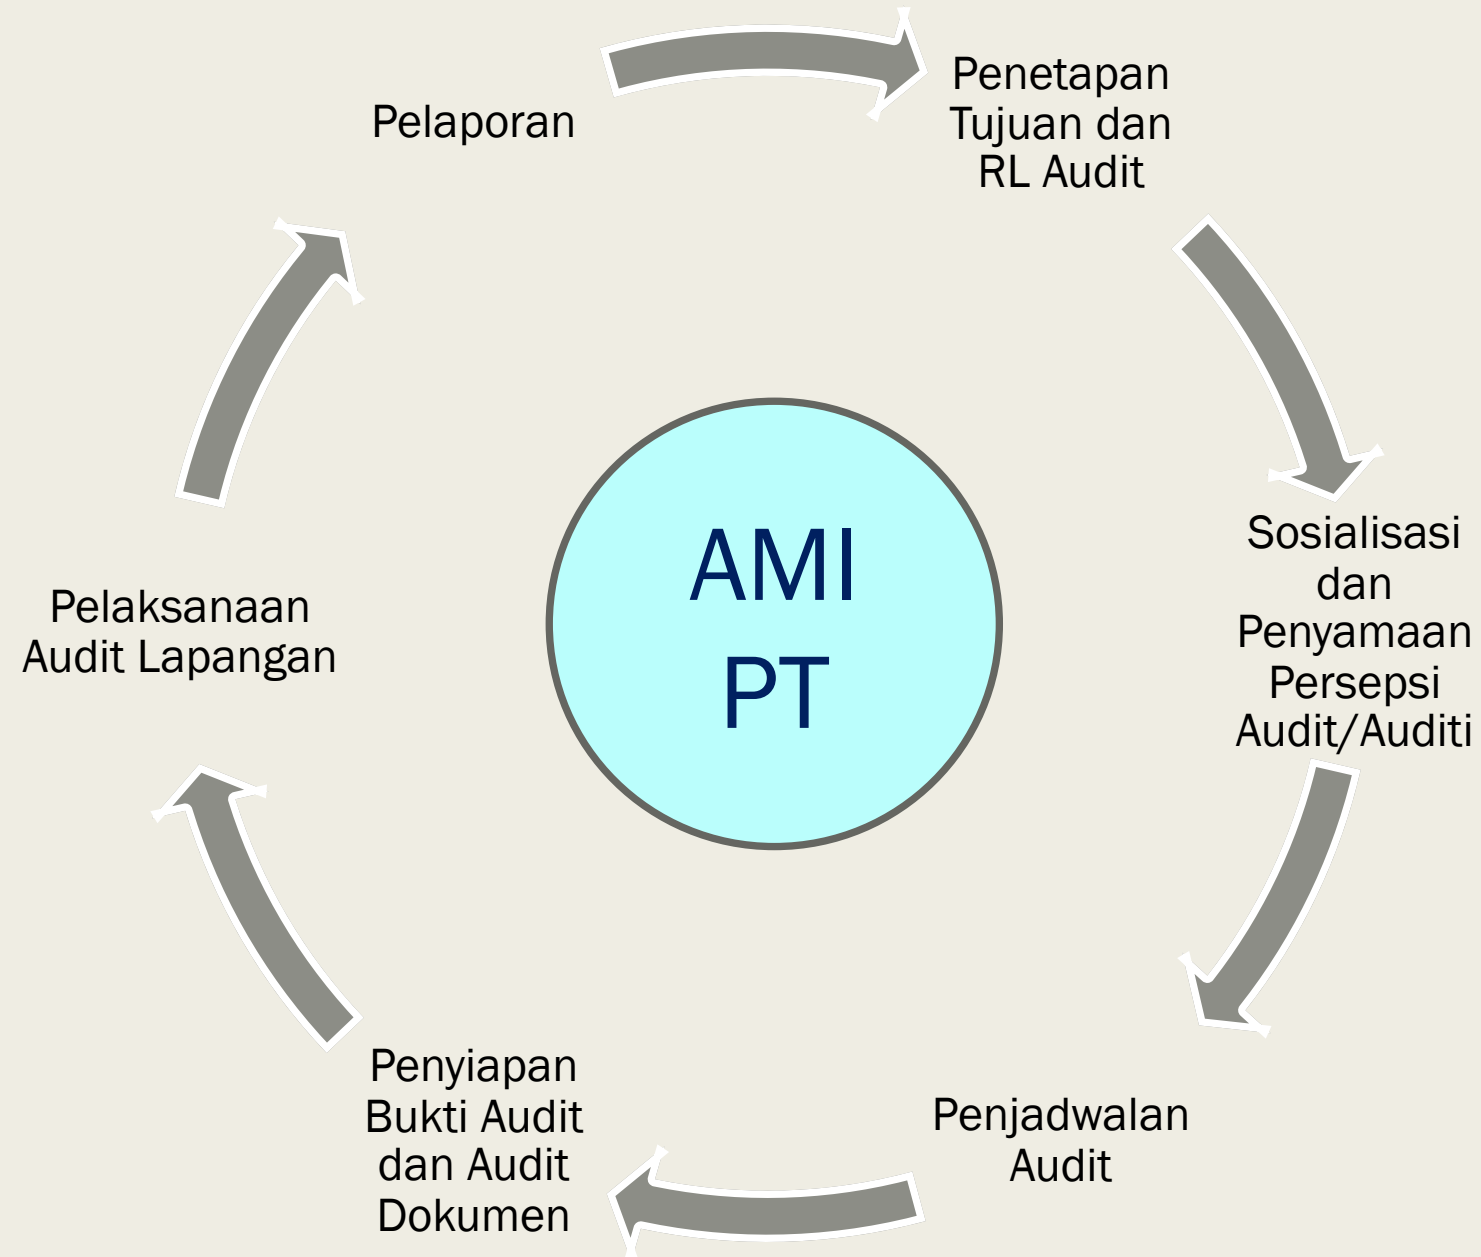 Pelaporan
Penetapan
Tujuan dan
RL Audit
Sosialisasi
dan
Penyamaan
Persepsi
Audit/Auditi
Penjadwalan
Audit
Penyiapan
Bukti Audit
dan Audit
Dokumen
Pelaksanaan
Audit Lapangan
AMI
PT